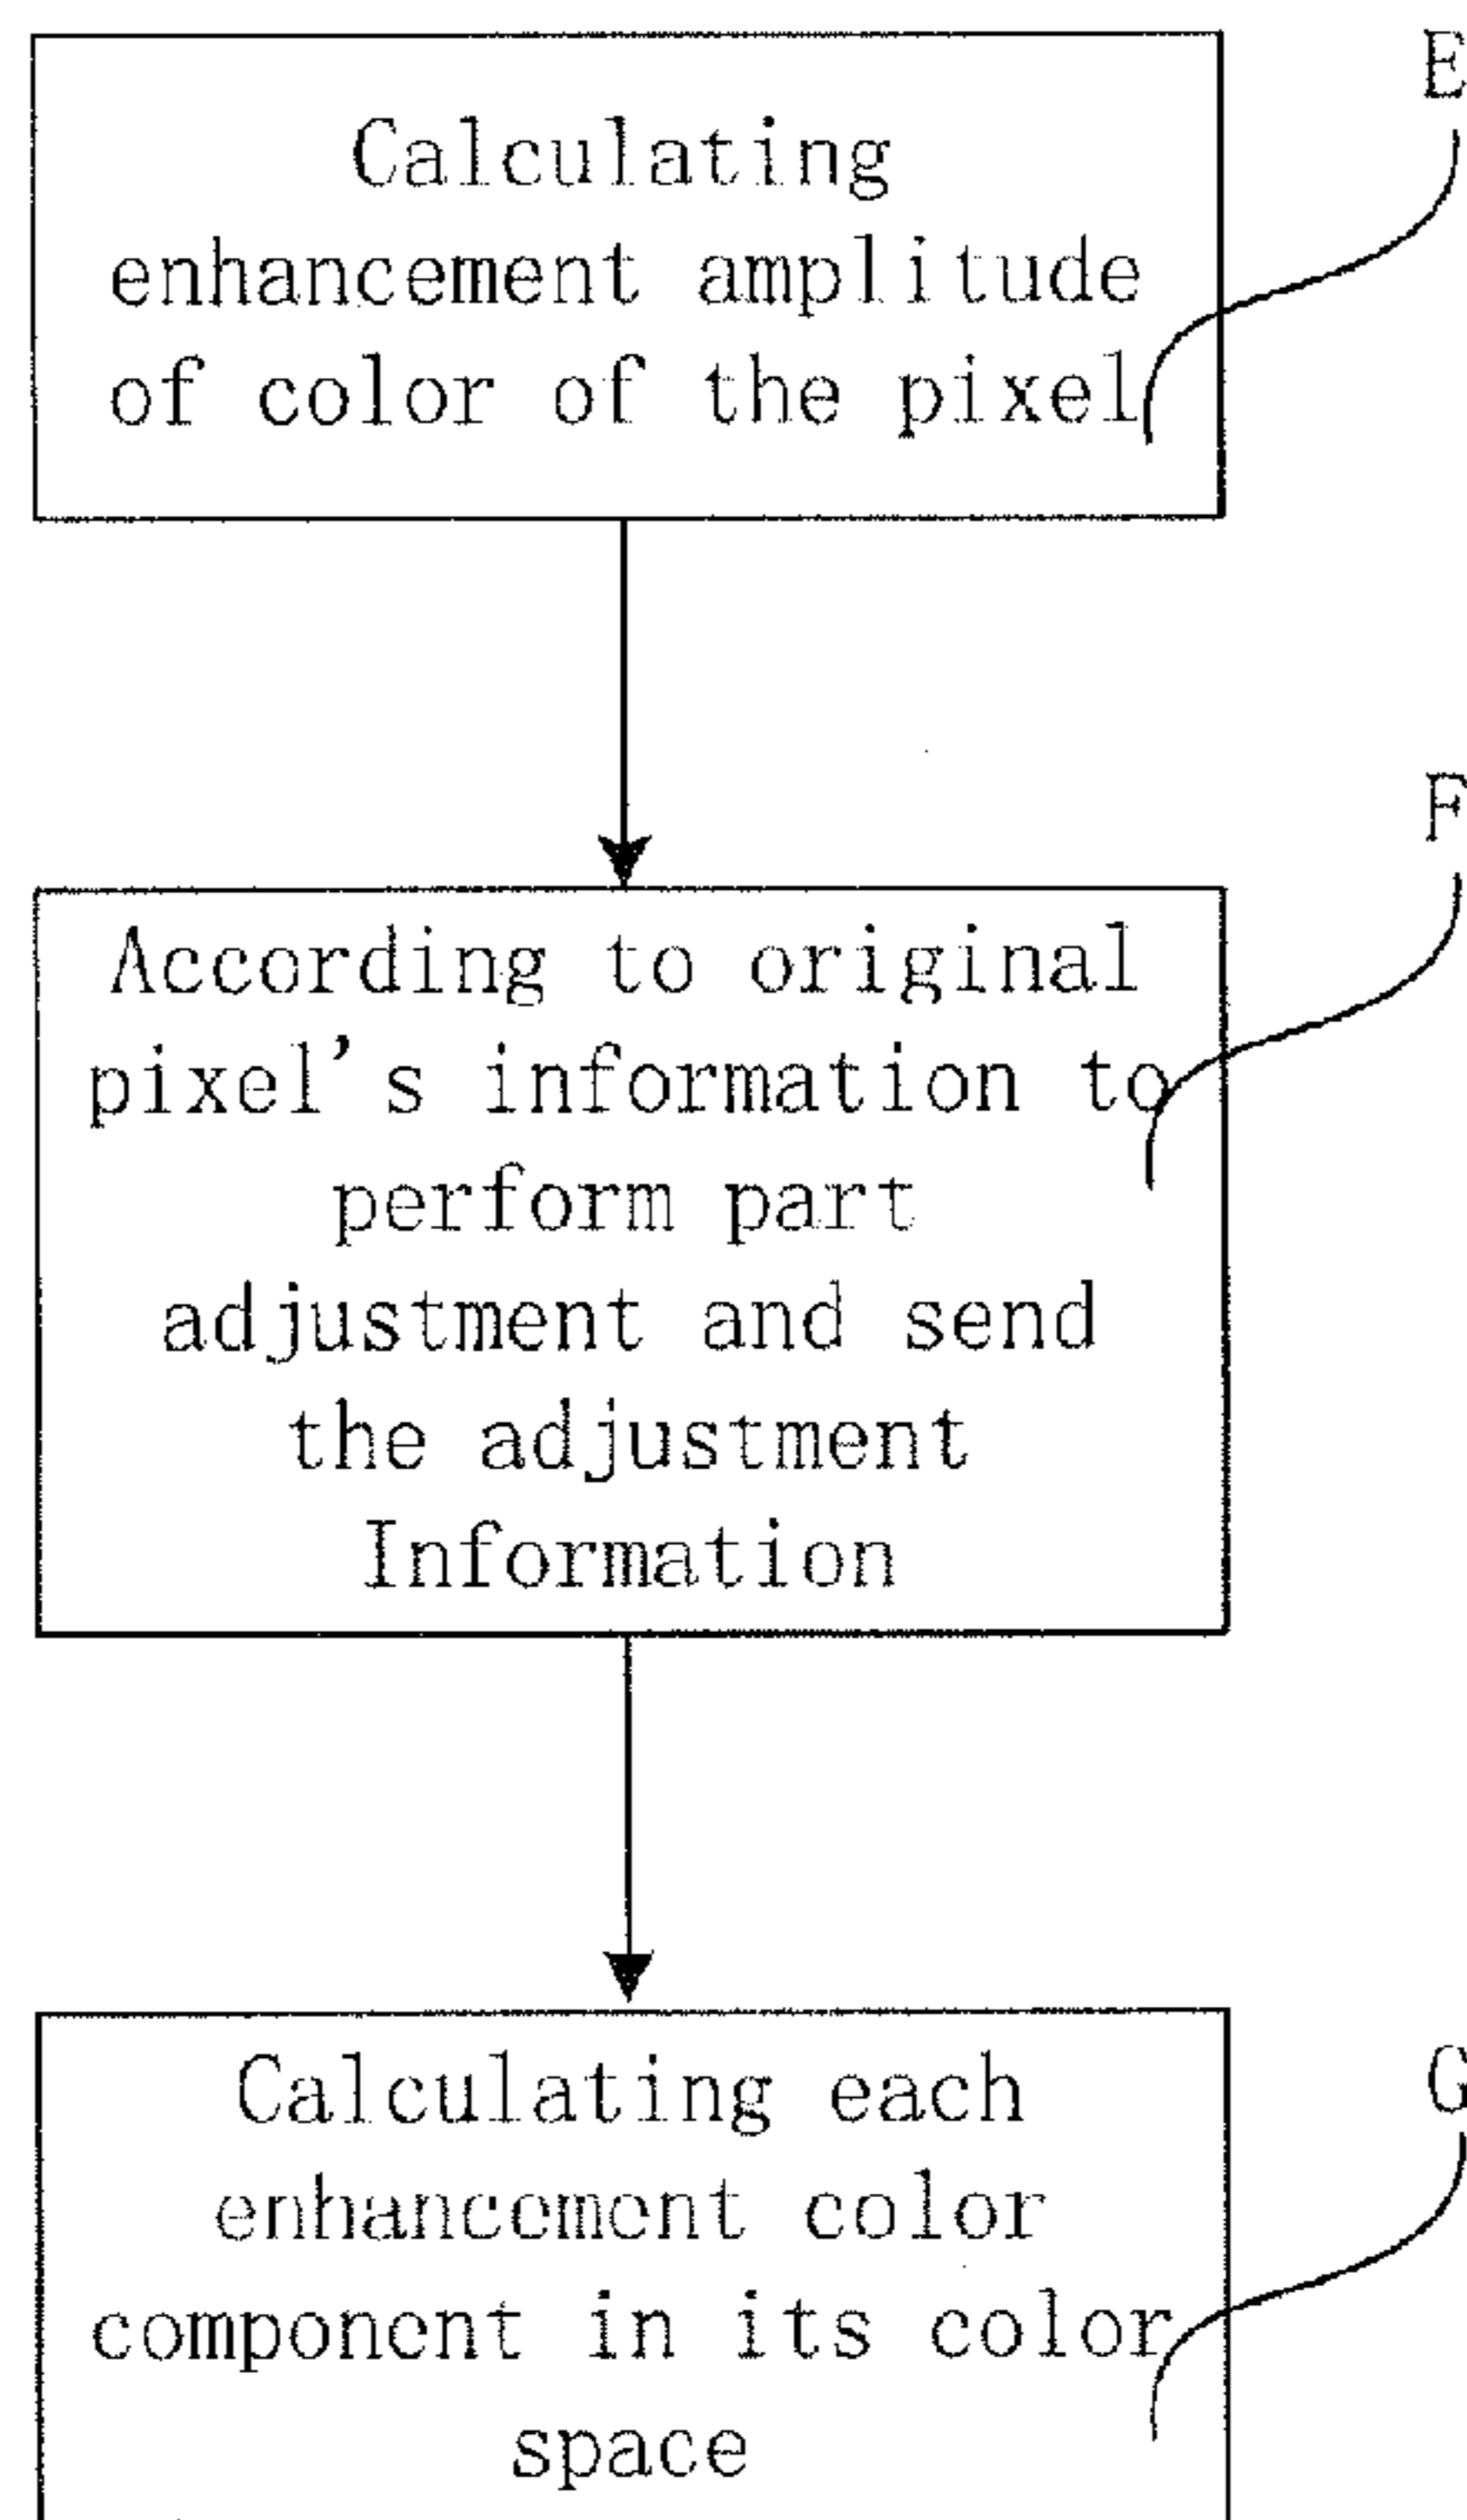 E
Calculating
enhancement amplitude
of color of the pixel
F
According to original
pixel's information to
perform part
adjustment and send
the adjustment
Information
G
Calculating each
enhancement color
component in its color
space